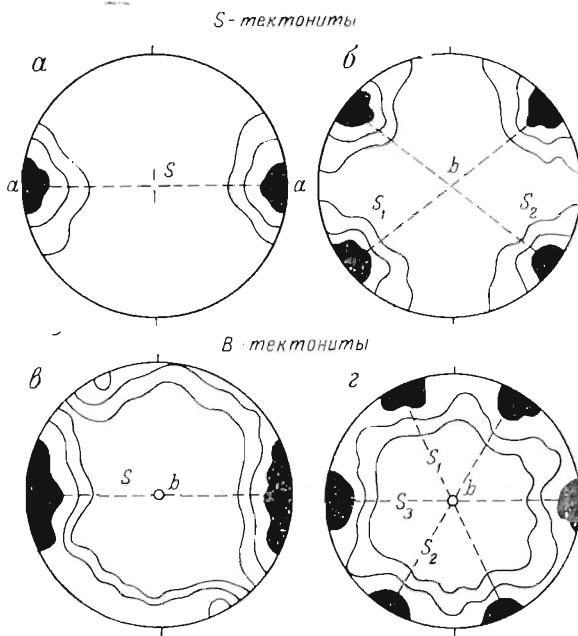 S - тектониты
а б
a S a b
S₁ S₂
В - тектониты
в г
S b S₁ b
S₃
S₂